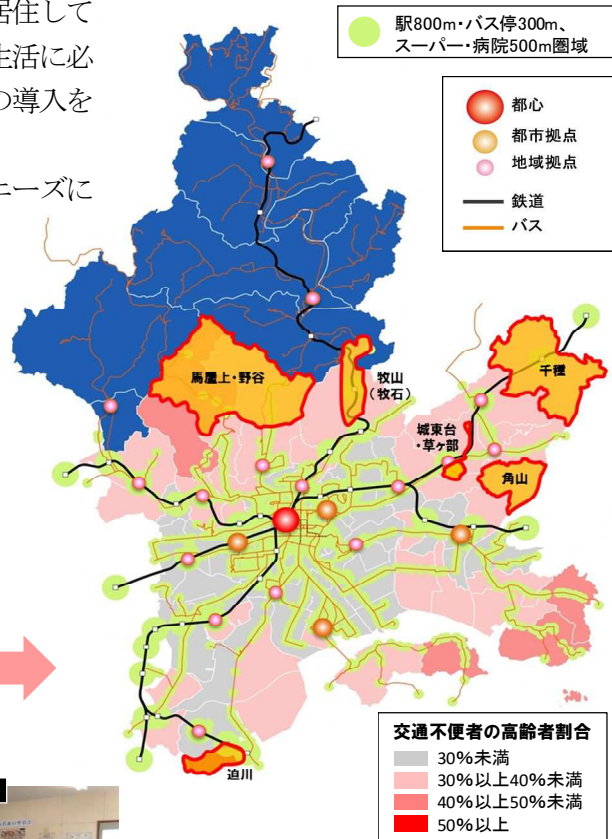 居住して
生活に必
の導入を
ニーズに
駅800m・バス停300m、
スーパー・病院500m圏域
都心
都市拠点
地域拠点
鉄道
バス
馬屋上・野谷
牧山
(牧石)
千種
城東台
・草ヶ部
角山
迫川
交通不便者の高齢者割合
30%未満
30%以上40%未満
40%以上50%未満
50%以上